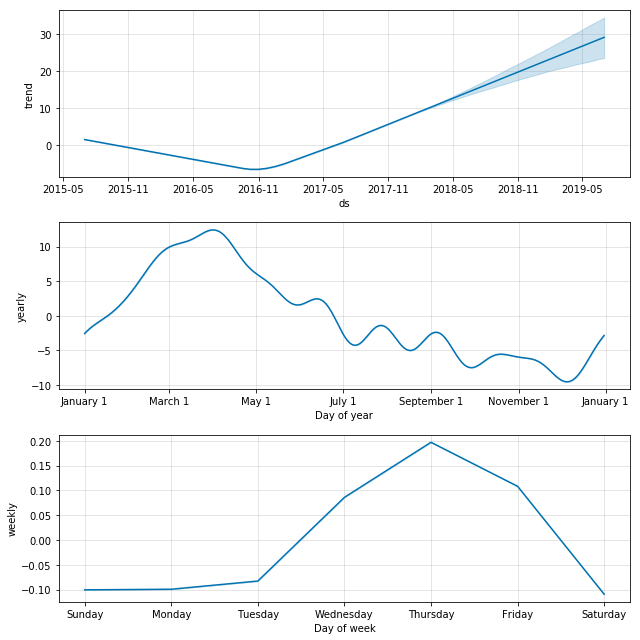 30
20
10
0
trend
2015-05 2015-11 2016-05 2016-11 2017-05 2017-11 2018-05 2018-11 2019-05
ds
10
5
0
−5
−10
yearly
January 1 March 1 May 1 July 1 September 1 November 1 January 1
Day of year
0.20
0.15
0.10
0.05
0.00
−0.05
−0.10
weekly
Sunday Monday Tuesday Wednesday Thursday Friday Saturday
Day of week